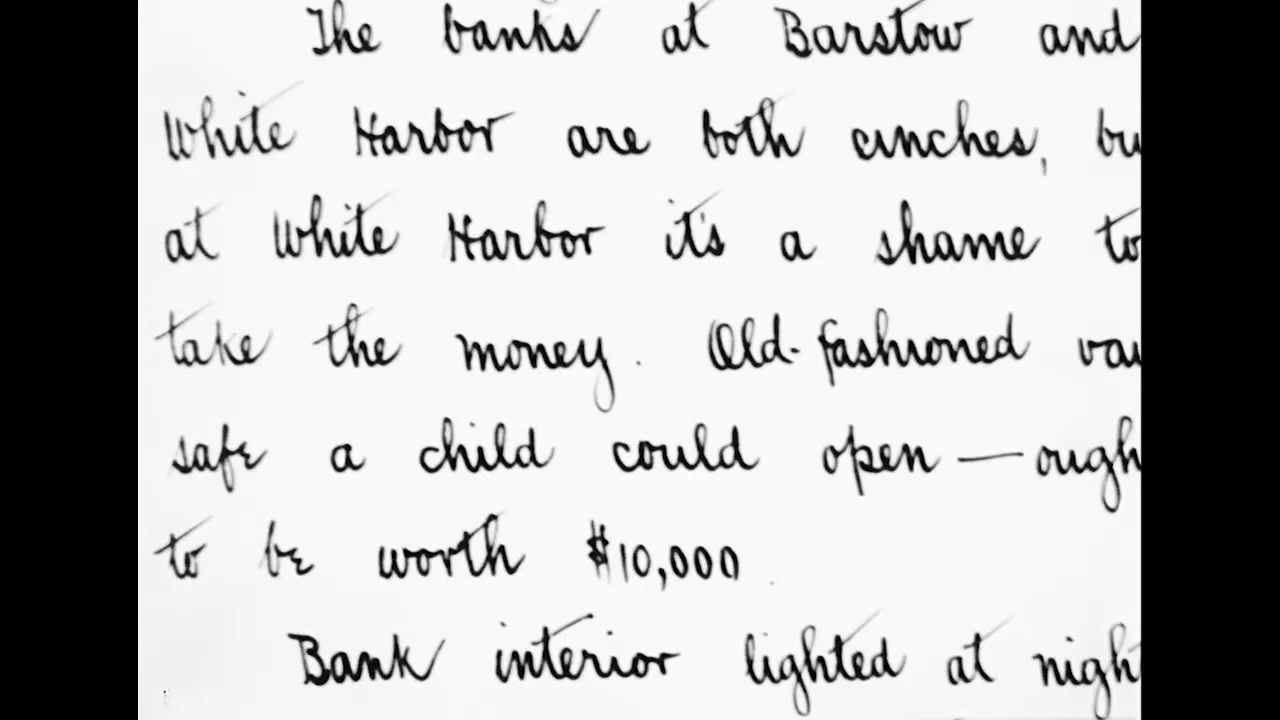 The banks at Barstow and
White Harbor are both cinches,
at White Harbor it's a shame to
take the money. Old-fashioned
safe a child could open —
to be worth $10,000.
Bank interior lighted at